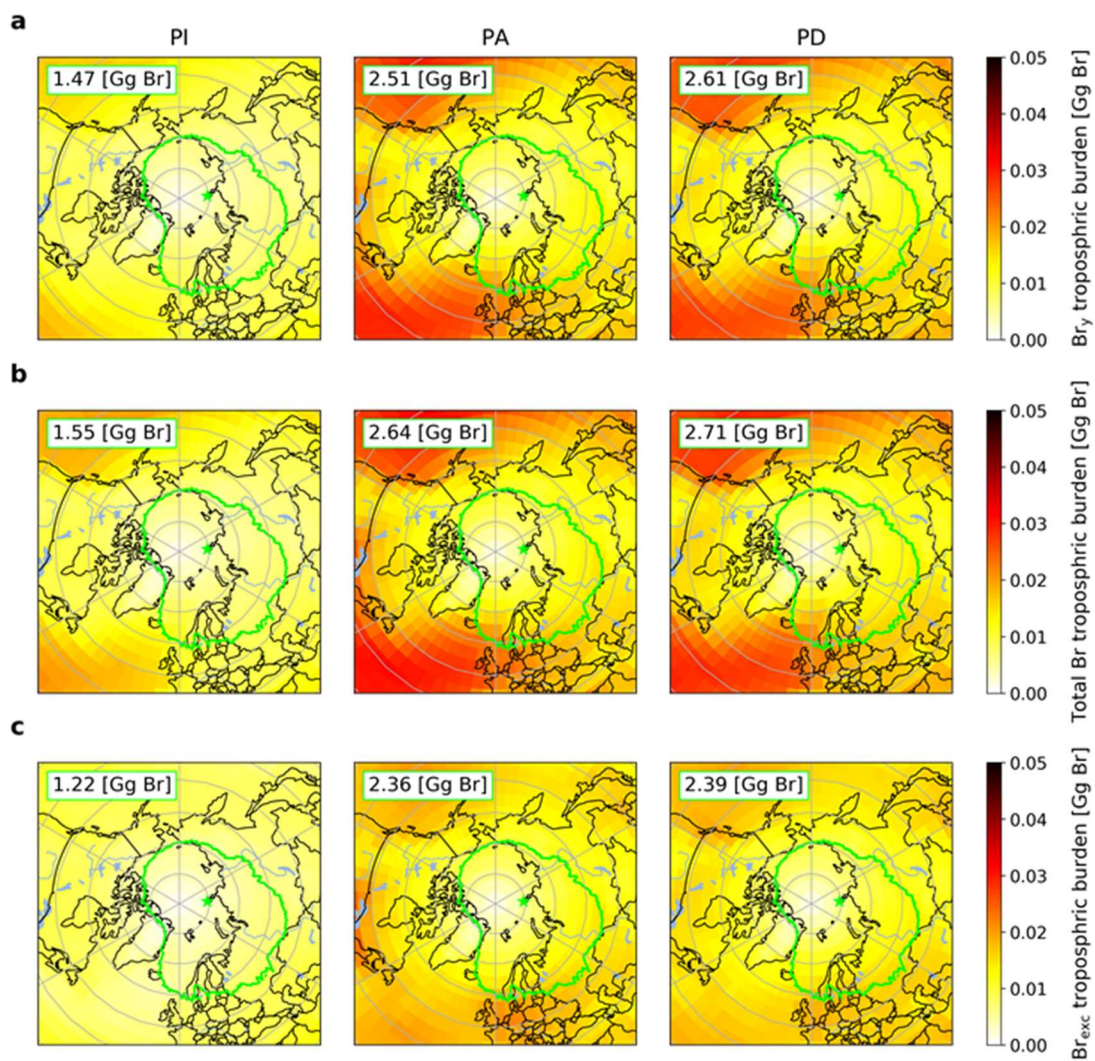 a
PI
PA
PD
1.47 [Gg Br]
2.51 [Gg Br]
2.61 [Gg Br]
0.05
0.04
0.03
0.02
0.01
0.00
Bry troposphric burden [Gg Br]
b
1.55 [Gg Br]
2.64 [Gg Br]
2.71 [Gg Br]
0.05
0.04
0.03
0.02
0.01
0.00
Total Br troposphric burden [Gg Br]
c
1.22 [Gg Br]
2.36 [Gg Br]
2.39 [Gg Br]
0.05
0.04
0.03
0.02
0.01
0.00
Brexc troposphric burden [Gg Br]